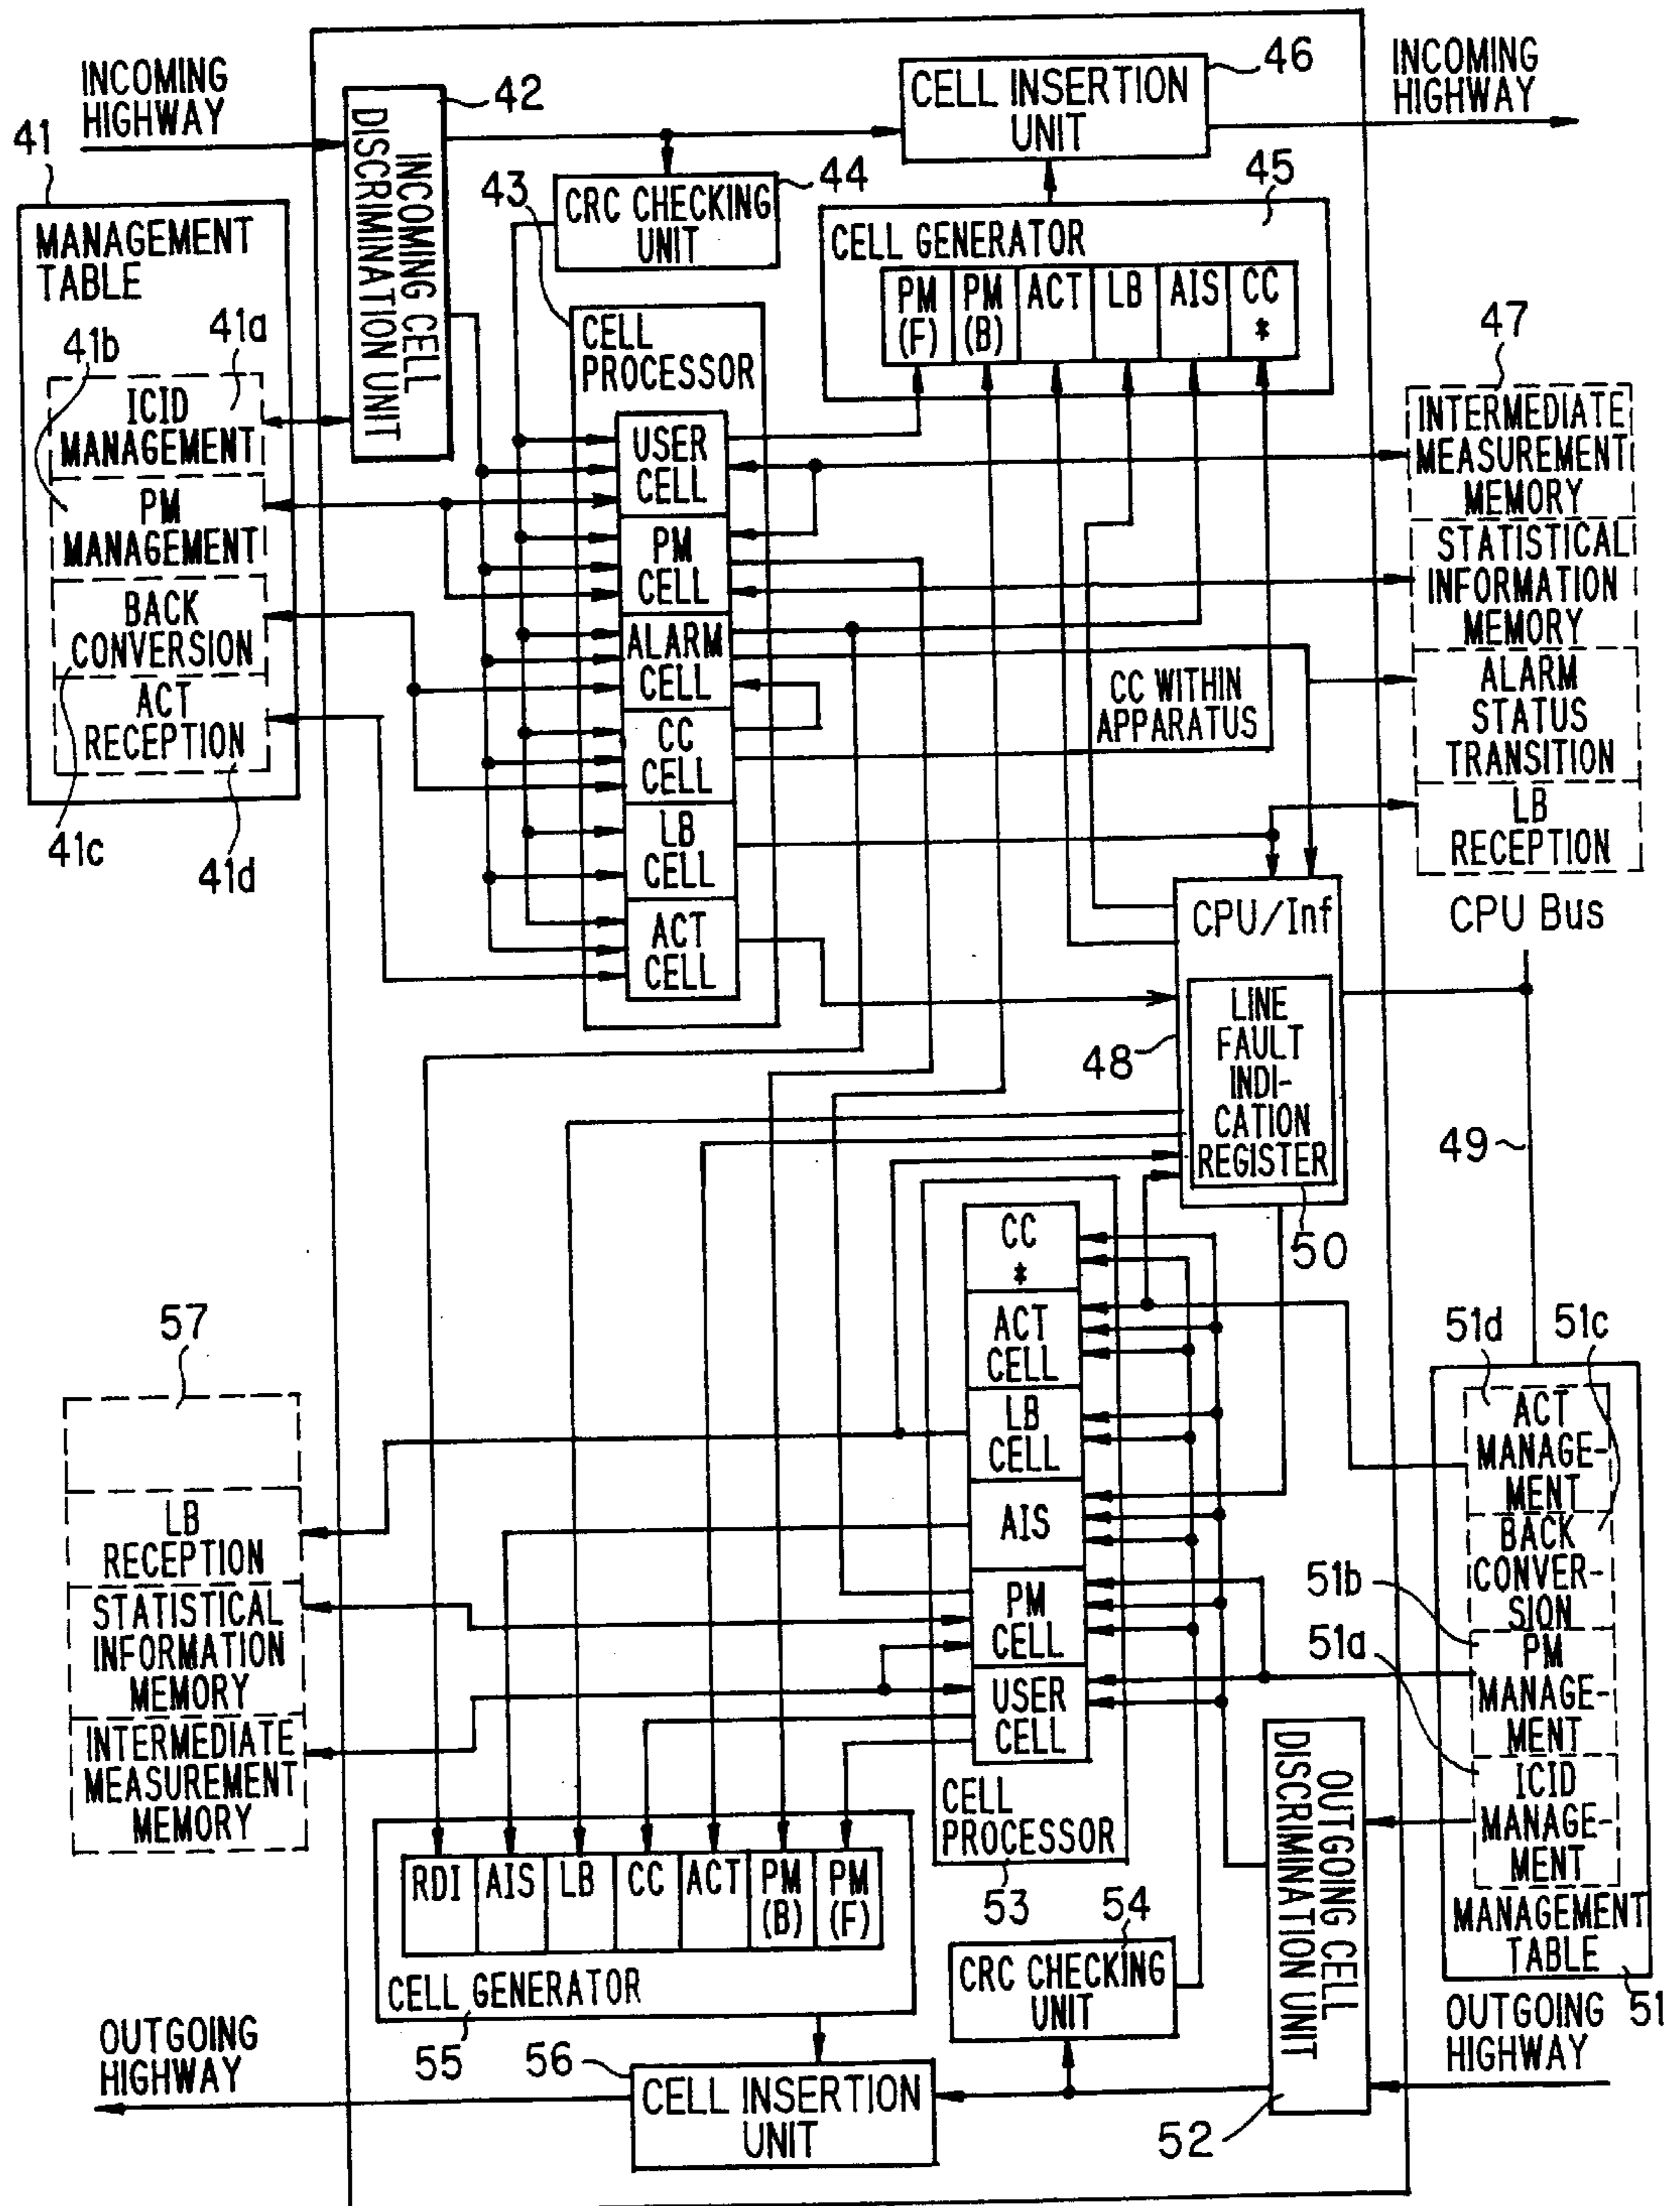 INCOMING
HIGHWAY
41
42
INCOMING CELL
DISCRIMINATION UNIT
CELL INSERTION
UNIT
46
INCOMING
HIGHWAY
43
CRC CHECKING
UNIT
44
45
CELL GENERATOR
PM
(F)
PM
(B)
ACT
LB
AIS
CC
*
MANAGEMENT
TABLE
41b
41a
ICID
MANAGEMENT
PM
MANAGEMENT
BACK
CONVERSION
ACT
RECEPTION
41c
41d
CELL
PROCESSOR
USER
CELL
PM
CELL
ALARM
CELL
CC
CELL
LB
CELL
ACT
CELL
CC WITHIN
APPARATUS
47
INTERMEDIATE
MEASUREMENT
MEMORY
STATISTICAL
INFORMATION
MEMORY
ALARM
STATUS
TRANSITION
LB
RECEPTION
CPU Bus
CPU/Inf
LINE
FAULT
INDI-
CATION
REGISTER
48
49
50
CC
*
ACT
CELL
LB
CELL
AIS
PM
CELL
USER
CELL
CELL
PROCESSOR
53
57
LB
RECEPTION
STATISTICAL
INFORMATION
MEMORY
INTERMEDIATE
MEASUREMENT
MEMORY
51d
51c
ACT
MANAGE-
MENT
BACK
CONVER-
SION
51b
PM
MANAGE-
MENT
51a
ICID
MANAGE-
MENT
MANAGEMENT
TABLE
51
OUTGOING CELL
DISCRIMINATION UNIT
52
RDI
AIS
LB
CC
ACT
PM
(B)
PM
(F)
CELL GENERATOR
55
54
CRC CHECKING
UNIT
OUTGOING
HIGHWAY
56
CELL INSERTION
UNIT
OUTGOING
HIGHWAY